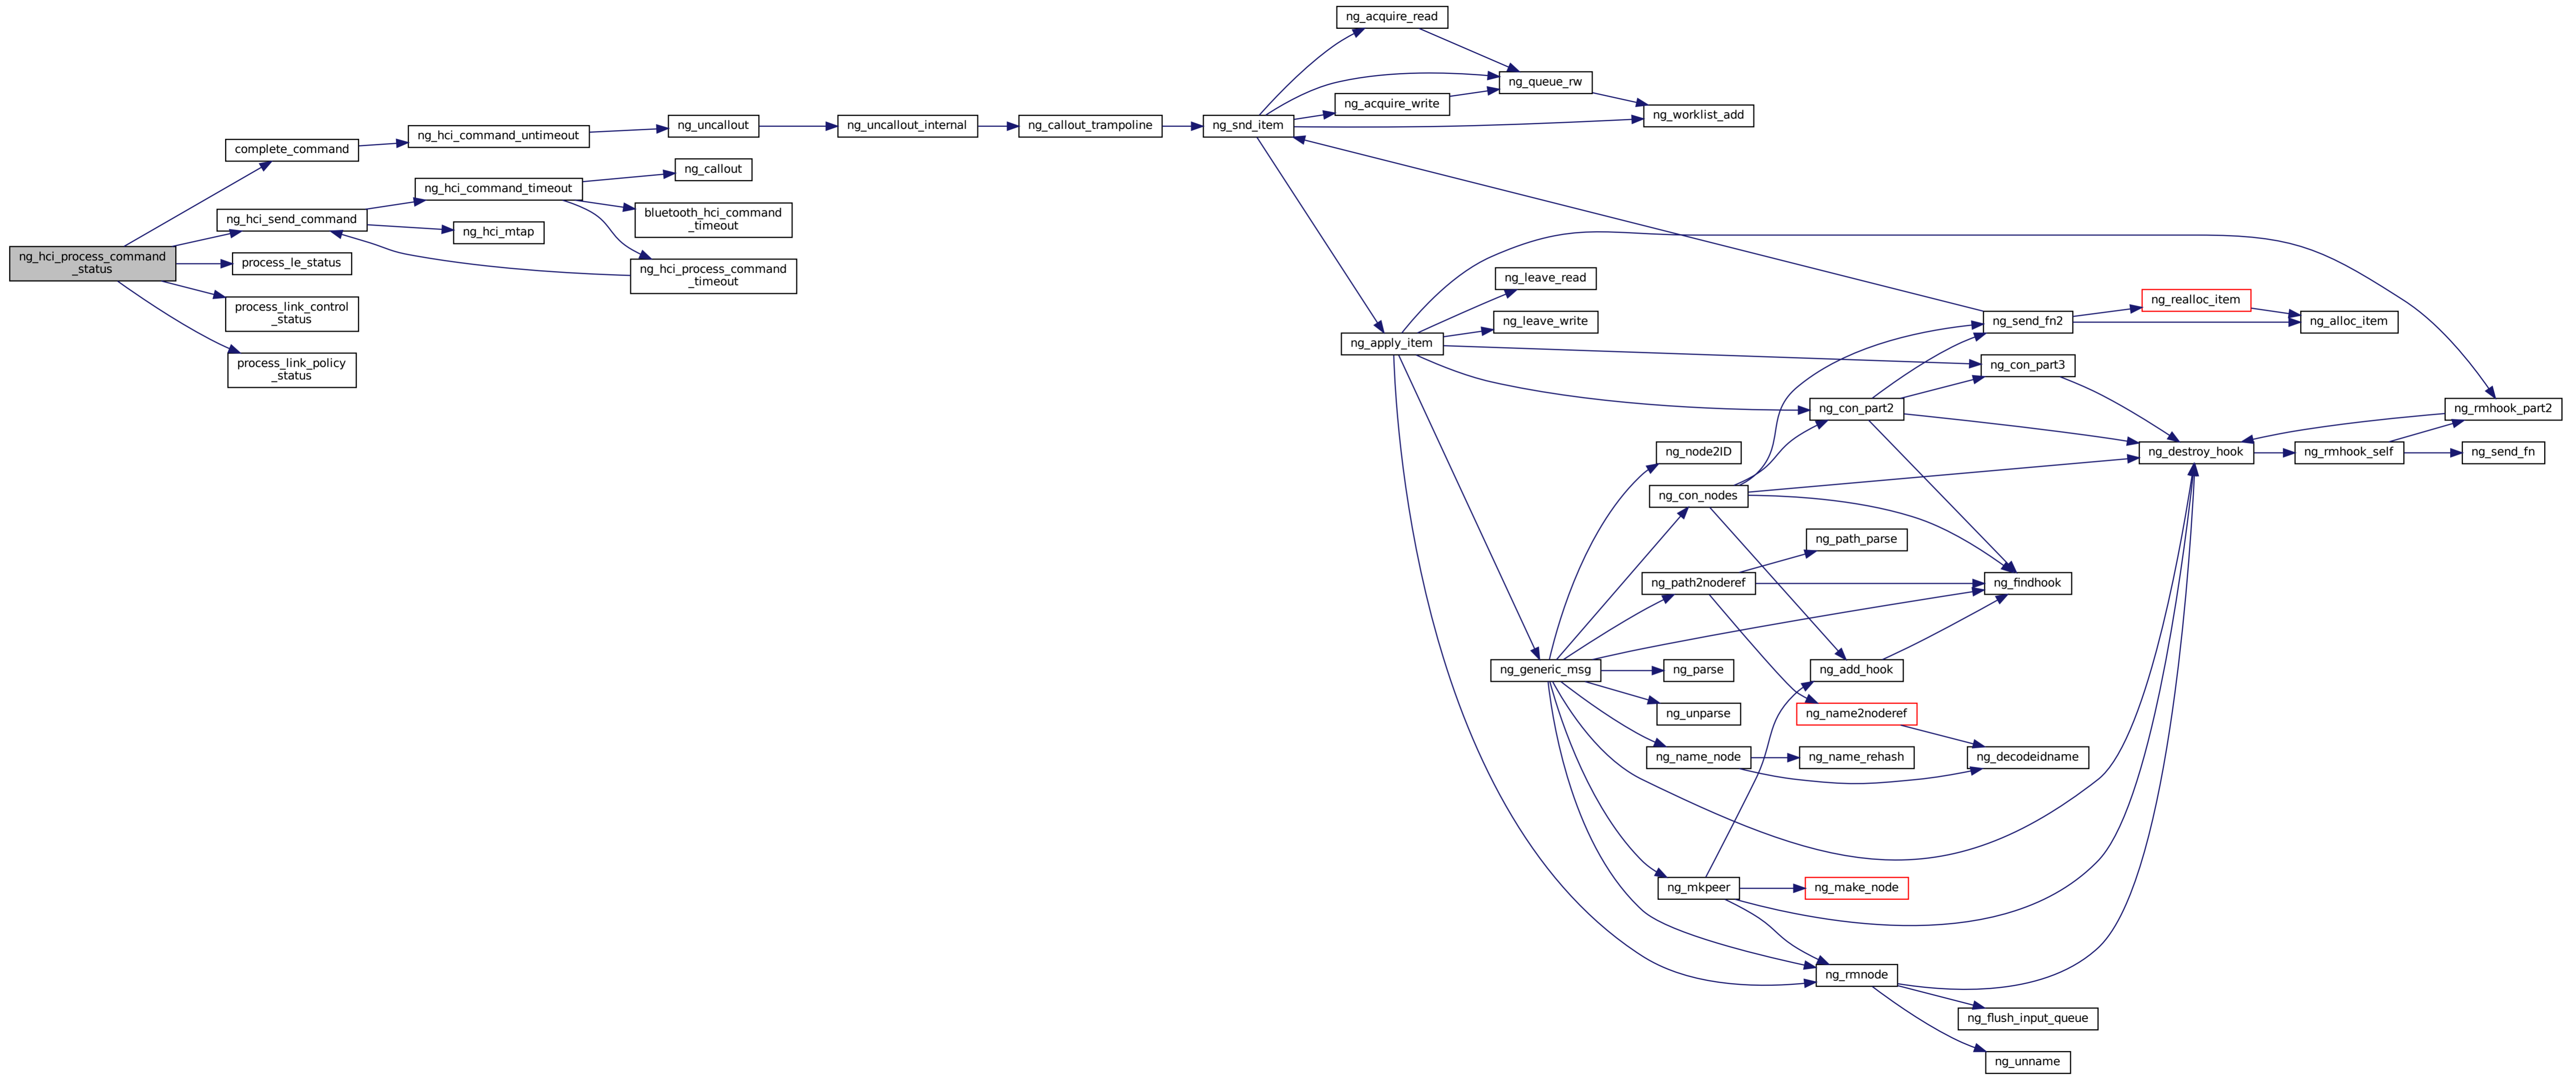 ng_hci_process_command
_status
complete_command
ng_hci_send_command
process_le_status
process_link_control
_status
process_link_policy
_status
ng_hci_command_untimeout
ng_hci_command_timeout
ng_hci_mtap
ng_uncallout
ng_callout
bluetooth_hci_command
_timeout
ng_hci_process_command
_timeout
ng_uncallout_internal
ng_callout_trampoline
ng_snd_item
ng_acquire_read
ng_acquire_write
ng_queue_rw
ng_worklist_add
ng_apply_item
ng_leave_read
ng_leave_write
ng_generic_msg
ng_node2ID
ng_con_nodes
ng_path2noderef
ng_parse
ng_unparse
ng_name_node
ng_mkpeer
ng_con_part2
ng_path_parse
ng_add_hook
ng_name2noderef
ng_name_rehash
ng_make_node
ng_rmnode
ng_send_fn2
ng_con_part3
ng_findhook
ng_decodeidname
ng_flush_input_queue
ng_unname
ng_realloc_item
ng_alloc_item
ng_destroy_hook
ng_rmhook_self
ng_rmhook_part2
ng_send_fn